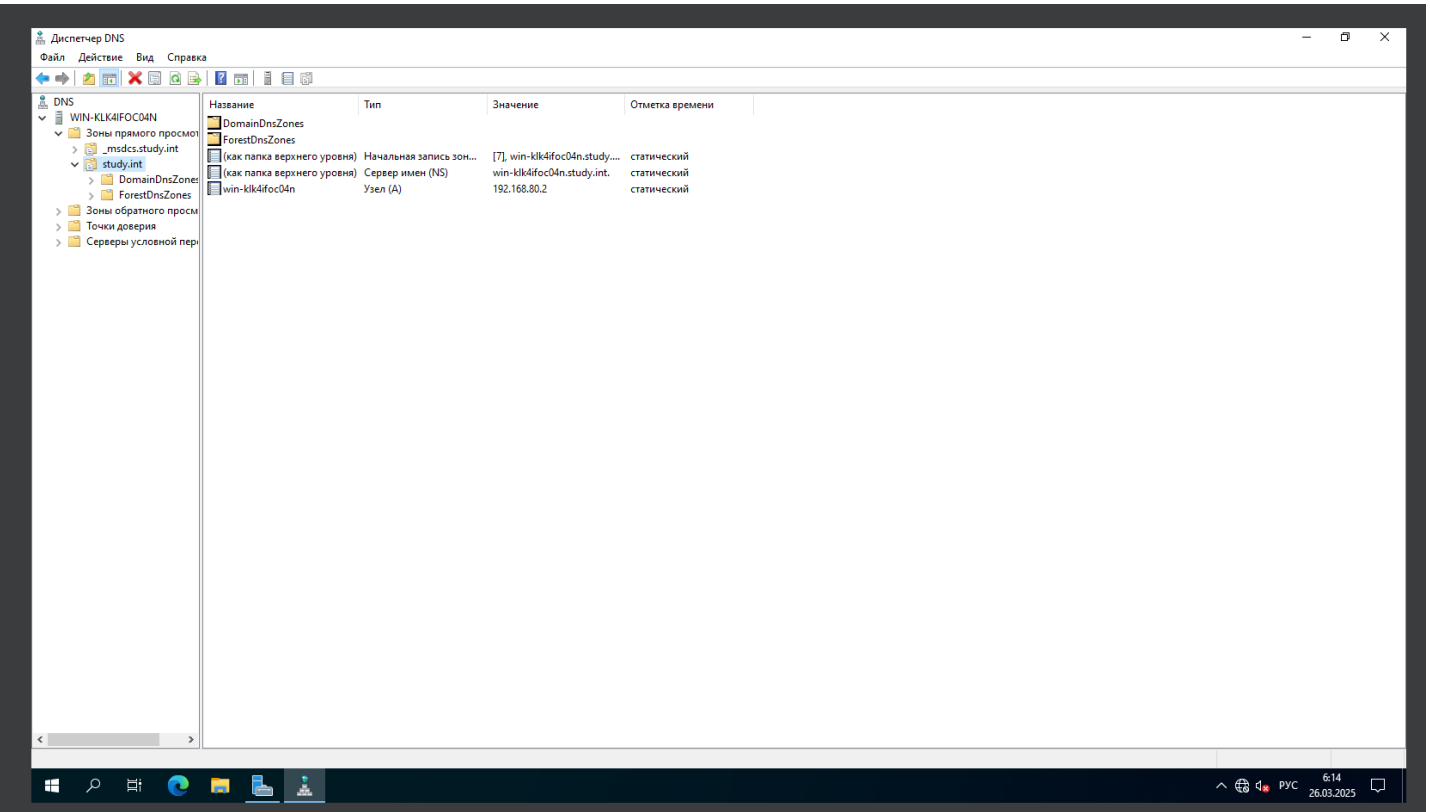 Диспетчер DNS
Файл Действие Вид Справка
DNS
WIN-KLK4IFOC04N
Зоны прямого просмот
_msdcs.study.int
study.int
DomainDnsZones
ForestDnsZones
Зоны обратного просм
Точки доверия
Серверы условной пер
Название Тип Значение Отметка времени
DomainDnsZones
ForestDnsZones
(как папка верхнего уровня) Начальная запись зон... [7], win-klk4ifoc04n.study.... статический
(как папка верхнего уровня) Сервер имен (NS) win-klk4ifoc04n.study.int. статический
win-klk4ifoc04n Узел (A) 192.168.80.2 статический
РУС
6:14
26.03.2025